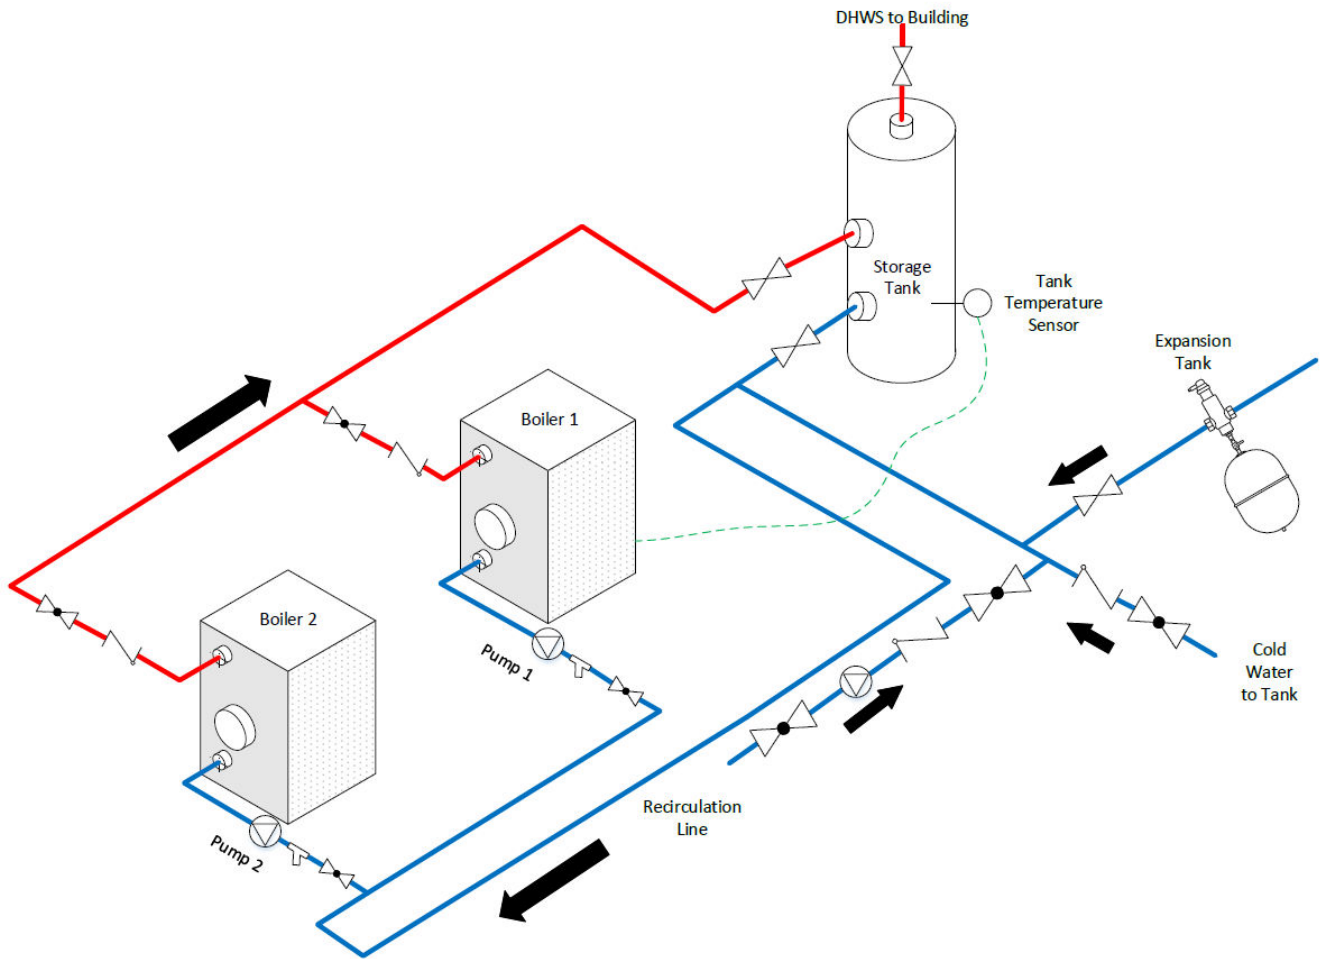 DHWS to Building
Storage
Tank
Tank
Temperature
Sensor
Expansion
Tank
Boiler 1
Boiler 2
Pump 1
Pump 2
Cold
Water
to Tank
Recirculation
Line